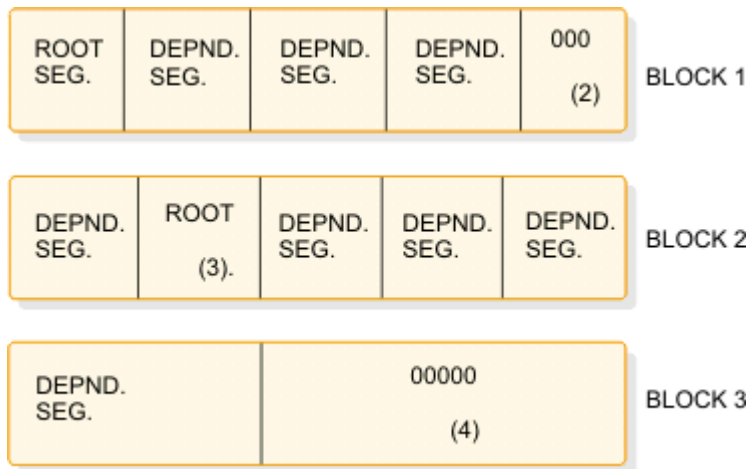 ROOT SEG.
DEPND. SEG.
DEPND. SEG.
DEPND. SEG.
000
(2)
BLOCK 1
DEPND. SEG.
ROOT
(3).
DEPND. SEG.
DEPND. SEG.
DEPND. SEG.
BLOCK 2
DEPND. SEG.
00000
(4)
BLOCK 3